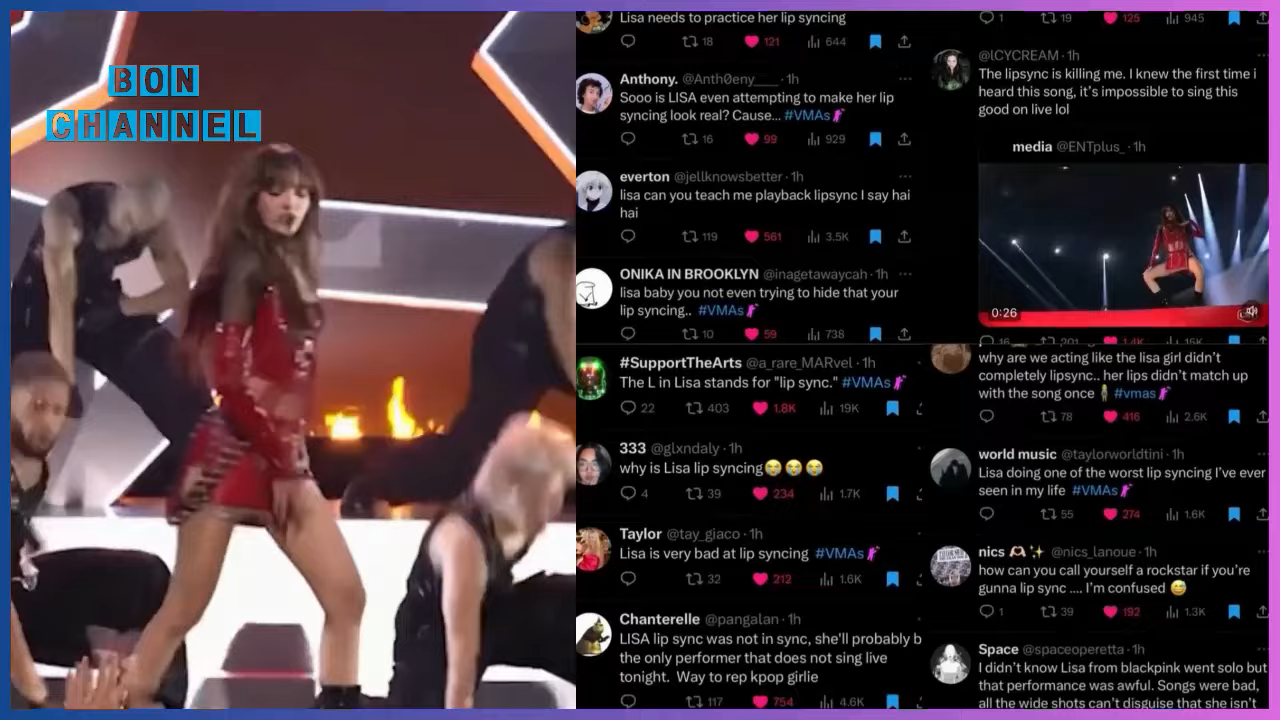 BON
CHANNEL
Lisa needs to practice her lip syncing
18 121 644
Anthony. @Anth0eny____ · 1h
Sooo is LISA even attempting to make her lip
syncing look real? Cause... #VMAs
16 99 929
everton @jellknowsbetter · 1h
lisa can you teach me playback lipsync I say hai
hai
119 561 3.5K
ONIKA IN BROOKLYN @inagetawaycah · 1h
lisa baby you not even trying to hide that your
lip syncing.. #VMAs
10 59 738
#SupportTheArts @a_rare_MARvel · 1h
The L in Lisa stands for "lip sync." #VMAs
22 403 1.8K 19K
333 @glxndaly · 1h
why is Lisa lip syncing😭😭😭
4 39 234 1.7K
Taylor @tay_giaco · 1h
Lisa is very bad at lip syncing #VMAs
32 212 1.6K
Chanterelle @pangalan · 1h
LISA lip sync was not in sync, she'll probably b
the only performer that does not sing live
tonight. Way to rep kpop girlie
117 754 4.6K
1 19 125 945
@lCYCREAM · 1h
The lipsync is killing me. I knew the first time i
heard this song, it's impossible to sing this
good on live lol
media @ENTplus_ · 1h
0:26
16 201 1.4K 15K
why are we acting like the lisa girl didn't
completely lipsync.. her lips didn't match up
with the song once #vmas
78 416 2.6K
world music @taylorworldtini · 1h
Lisa doing one of the worst lip syncing I've ever
seen in my life #VMAs
55 274 1.6K
nics 🫶🏽✨ @nics_lanoue · 1h
how can you call yourself a rockstar if you're
gunna lip sync .... I'm confused 😅
1 39 192 1.3K
Space @spaceoperetta · 1h
I didn't know Lisa from blackpink went solo but
that performance was awful. Songs were bad,
all the wide shots can't disguise that she isn't